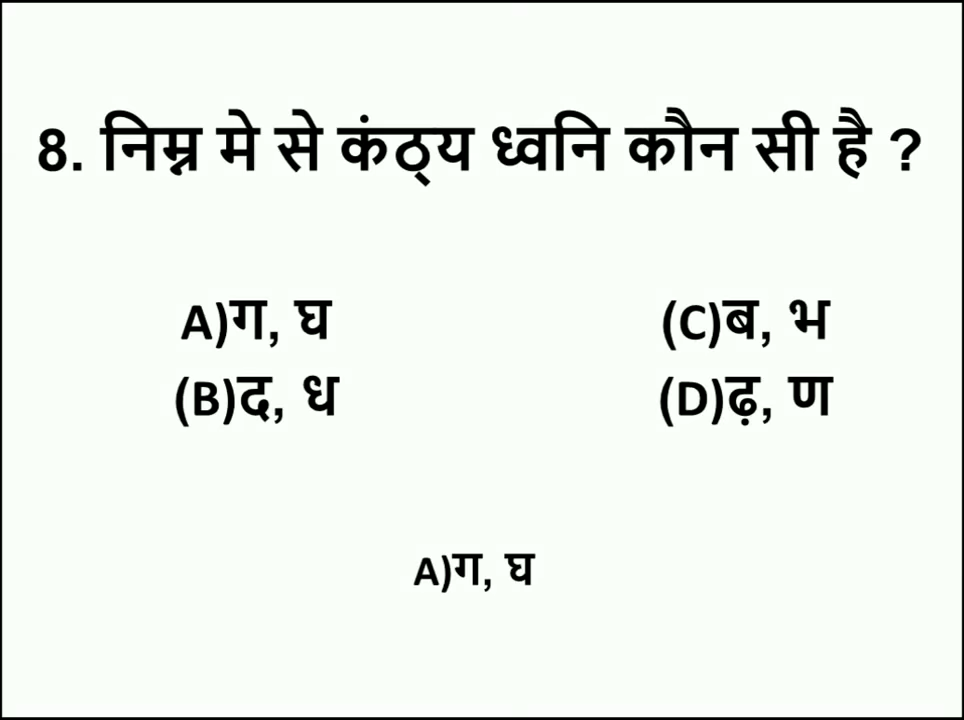 8. निम्न मे से कंठ्य ध्वनि कौन सी है ?
A)ग, घ (C)ब, भ
(B)द, ध (D)ढ़, ण
A)ग, घ